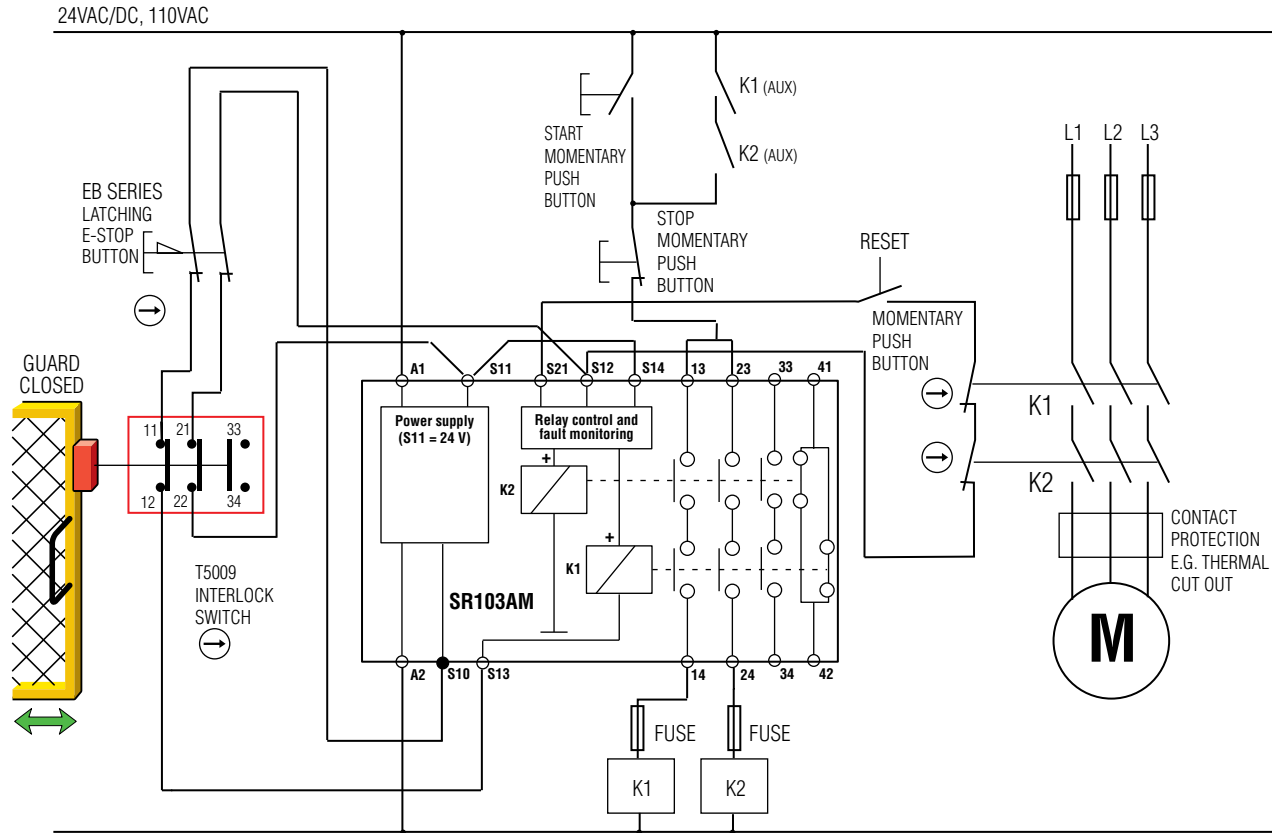 24VAC/DC, 110VAC
K1 (AUX)
K2 (AUX)
START
MOMENTARY
PUSH
BUTTON
L1 L2 L3
EB SERIES
LATCHING
E-STOP
BUTTON
STOP
MOMENTARY
PUSH
BUTTON
RESET
MOMENTARY
PUSH
BUTTON
GUARD
CLOSED
11 21 33
12 22 34
T5009
INTERLOCK
SWITCH
A1 S11 S21 S12 S14 13 23 33 41
Power supply
(S11 = 24 V)
Relay control and
fault monitoring
+
K2
+
K1
SR103AM
A2 S10 S13 14 24 34 42
FUSE FUSE
K1 K2
K1
K2
CONTACT
PROTECTION
E.G. THERMAL
CUT OUT
M